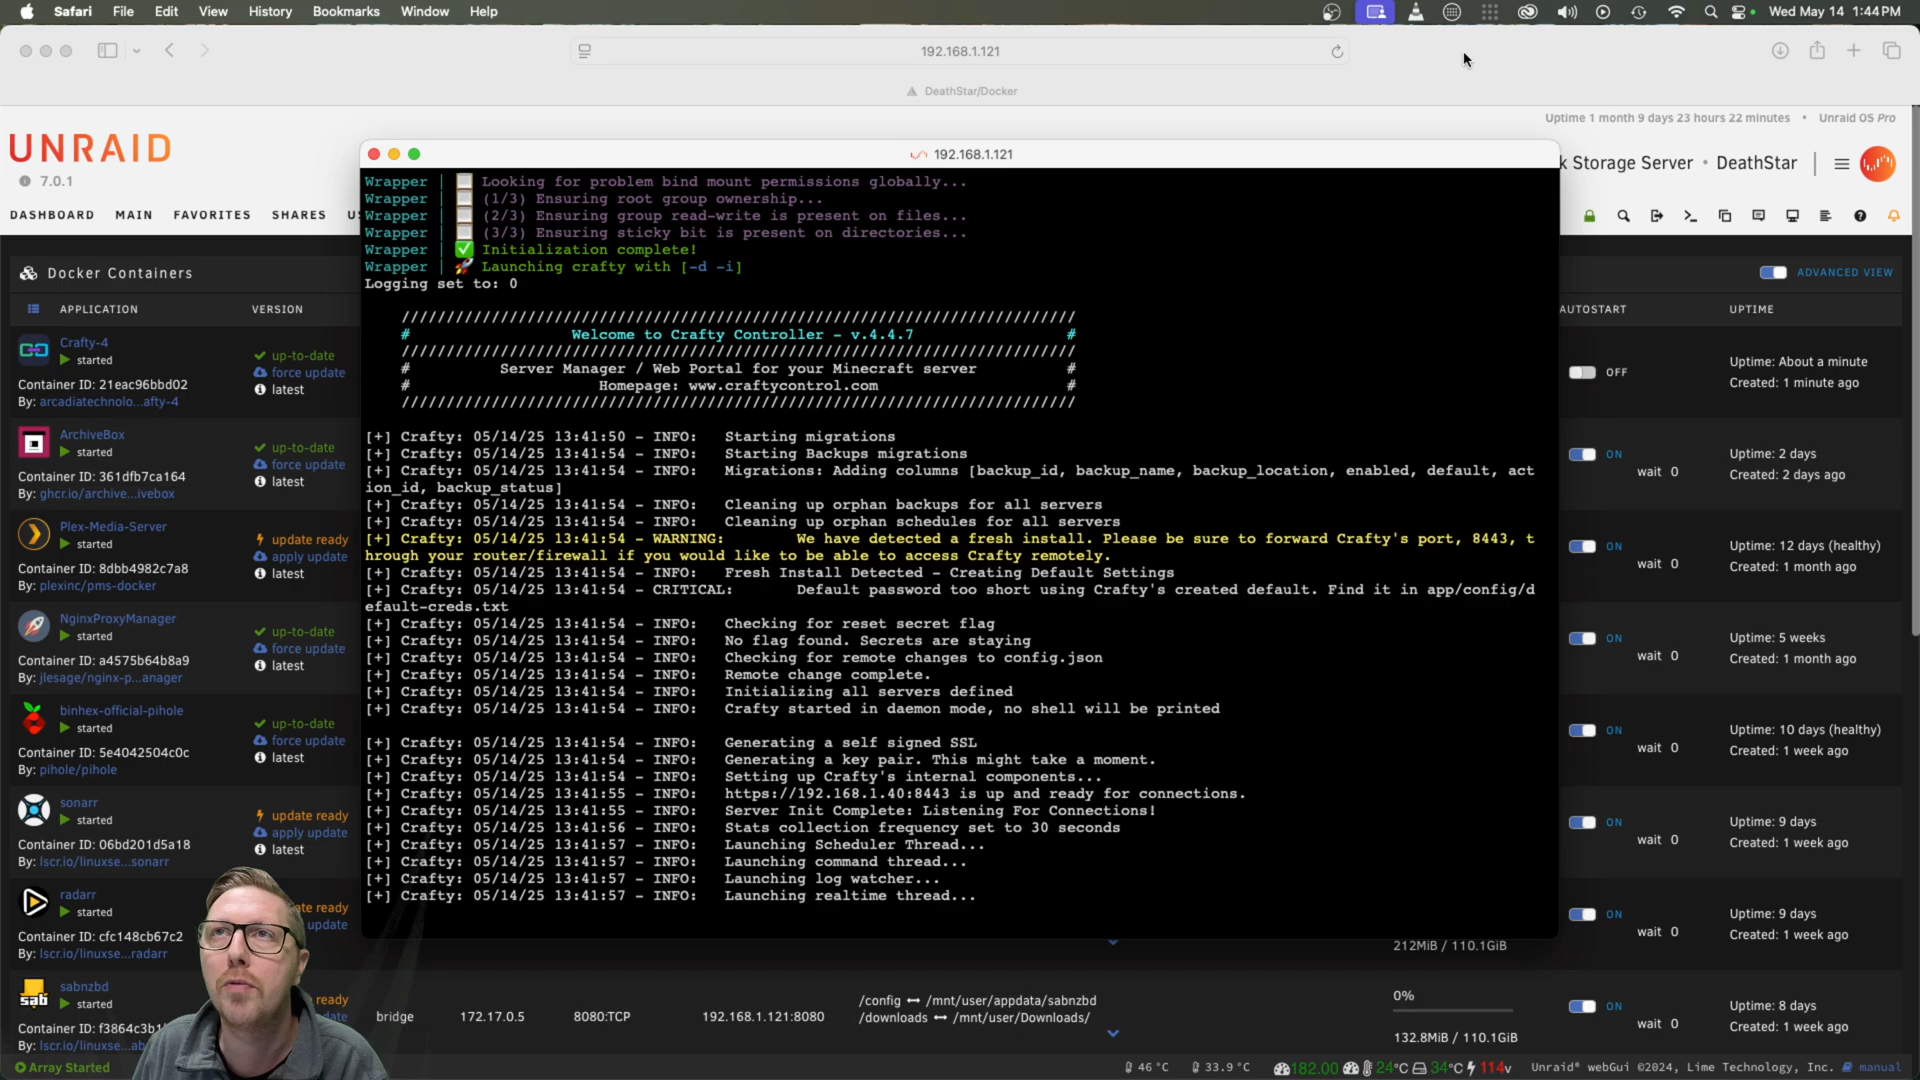 Safari File Edit View History Bookmarks Window Help
Wed May 14 1:44 PM
192.168.1.121
DeathStar/Docker
UNRAID
7.0.1
Uptime 1 month 9 days 23 hours 22 minutes • Unraid OS Pro
k Storage Server • DeathStar
DASHBOARD MAIN FAVORITES SHARES US
192.168.1.121
Wrapper | Looking for problem bind mount permissions globally...
Wrapper | (1/3) Ensuring root group ownership...
Wrapper | (2/3) Ensuring group read-write is present on files...
Wrapper | (3/3) Ensuring sticky bit is present on directories...
Wrapper | ✅ Initialization complete!
Wrapper | 🚀 Launching crafty with [-d -i]
Logging set to: 0
///////////////////////////////////////////////////////////////////////////
# Welcome to Crafty Controller - v.4.4.7 #
///////////////////////////////////////////////////////////////////////////
# Server Manager / Web Portal for your Minecraft server #
# Homepage: www.craftycontrol.com #
///////////////////////////////////////////////////////////////////////////
[+] Crafty: 05/14/25 13:41:50 - INFO: Starting migrations
[+] Crafty: 05/14/25 13:41:54 - INFO: Starting Backups migrations
[+] Crafty: 05/14/25 13:41:54 - INFO: Migrations: Adding columns [backup_id, backup_name, backup_location, enabled, default, act
ion_id, backup_status]
[+] Crafty: 05/14/25 13:41:54 - INFO: Cleaning up orphan backups for all servers
[+] Crafty: 05/14/25 13:41:54 - INFO: Cleaning up orphan schedules for all servers
[+] Crafty: 05/14/25 13:41:54 - WARNING: We have detected a fresh install. Please be sure to forward Crafty's port, 8443, t
hrough your router/firewall if you would like to be able to access Crafty remotely.
[+] Crafty: 05/14/25 13:41:54 - INFO: Fresh Install Detected - Creating Default Settings
[+] Crafty: 05/14/25 13:41:54 - CRITICAL: Default password too short using Crafty's created default. Find it in app/config/d
efault-creds.txt
[+] Crafty: 05/14/25 13:41:54 - INFO: Checking for reset secret flag
[+] Crafty: 05/14/25 13:41:54 - INFO: No flag found. Secrets are staying
[+] Crafty: 05/14/25 13:41:54 - INFO: Checking for remote changes to config.json
[+] Crafty: 05/14/25 13:41:54 - INFO: Remote change complete.
[+] Crafty: 05/14/25 13:41:54 - INFO: Initializing all servers defined
[+] Crafty: 05/14/25 13:41:54 - INFO: Crafty started in daemon mode, no shell will be printed
[+] Crafty: 05/14/25 13:41:54 - INFO: Generating a self signed SSL
[+] Crafty: 05/14/25 13:41:54 - INFO: Generating a key pair. This might take a moment.
[+] Crafty: 05/14/25 13:41:54 - INFO: Setting up Crafty's internal components...
[+] Crafty: 05/14/25 13:41:55 - INFO: https://192.168.1.40:8443 is up and ready for connections.
[+] Crafty: 05/14/25 13:41:55 - INFO: Server Init Complete: Listening For Connections!
[+] Crafty: 05/14/25 13:41:56 - INFO: Stats collection frequency set to 30 seconds
[+] Crafty: 05/14/25 13:41:57 - INFO: Launching Scheduler Thread...
[+] Crafty: 05/14/25 13:41:57 - INFO: Launching command thread...
[+] Crafty: 05/14/25 13:41:57 - INFO: Launching log watcher...
[+] Crafty: 05/14/25 13:41:57 - INFO: Launching realtime thread...
Docker Containers
ADVANCED VIEW
APPLICATION VERSION AUTOSTART UPTIME
Crafty-4
started
Container ID: 21eac96bbd02
By: arcadiatechnolo...afty-4
up-to-date
force update
latest
OFF
Uptime: About a minute
Created: 1 minute ago
ArchiveBox
started
Container ID: 361dfb7ca164
By: ghcr.io/archive...ivebox
up-to-date
force update
latest
ON
wait 0
Uptime: 2 days
Created: 2 days ago
Plex-Media-Server
started
Container ID: 8dbb4982c7a8
By: plexinc/pms-docker
update ready
apply update
latest
ON
wait 0
Uptime: 12 days (healthy)
Created: 1 month ago
NginxProxyManager
started
Container ID: a4575b64b8a9
By: jlesage/nginx-p...anager
up-to-date
force update
latest
ON
wait 0
Uptime: 5 weeks
Created: 1 month ago
binhex-official-pihole
started
Container ID: 5e4042504c0c
By: pihole/pihole
up-to-date
force update
latest
ON
wait 0
Uptime: 10 days (healthy)
Created: 1 week ago
sonarr
started
Container ID: 06bd201d5a18
By: lscr.io/linuxse...sonarr
update ready
apply update
latest
ON
wait 0
Uptime: 9 days
Created: 1 week ago
radarr
started
Container ID: cfc148cb67c2
By: lscr.io/linuxse...radarr
ate ready
update
212MiB / 110.1GiB
ON
wait 0
Uptime: 9 days
Created: 1 week ago
sabnzbd
started
Container ID: f3864c3b1
By: lscr.io/linuxse...ab
ate ready
bridge
172.17.0.5
8080:TCP
192.168.1.121:8080
/config ↔ /mnt/user/appdata/sabnzbd
/downloads ↔ /mnt/user/Downloads/
0%
132.8MiB / 110.1GiB
ON
wait 0
Uptime: 8 days
Created: 1 week ago
Array Started
46 °C 33.9 °C 182.00 24°C 34°C 114v Unraid® webGui ©2024, Lime Technology, Inc. manual